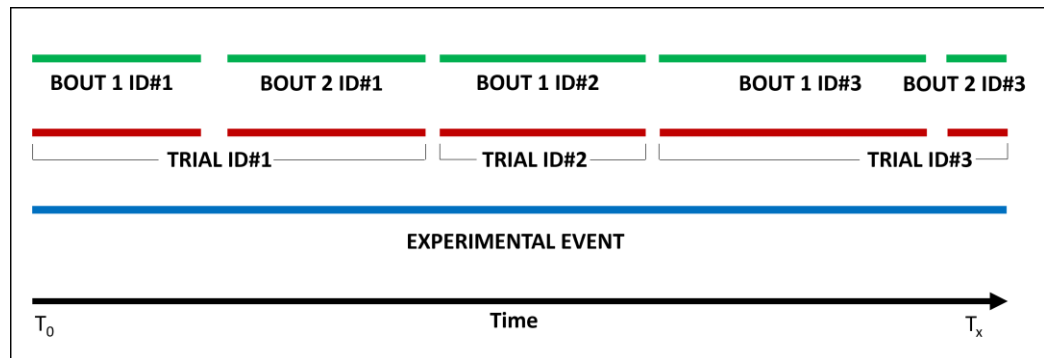 BOUT 1 ID#1 BOUT 2 ID#1 BOUT 1 ID#2 BOUT 1 ID#3 BOUT 2 ID#3
TRIAL ID#1 TRIAL ID#2 TRIAL ID#3
EXPERIMENTAL EVENT
T0 Time Tx